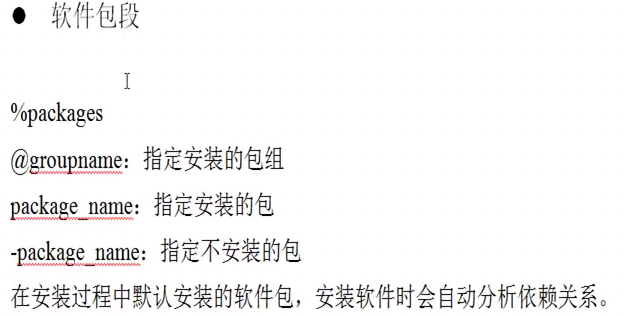 ● 软件包段
%packages
@groupname：指定安装的包组
package_name：指定安装的包
-package_name：指定不安装的包
在安装过程中默认安装的软件包，安装软件时会自动分析依赖关系。